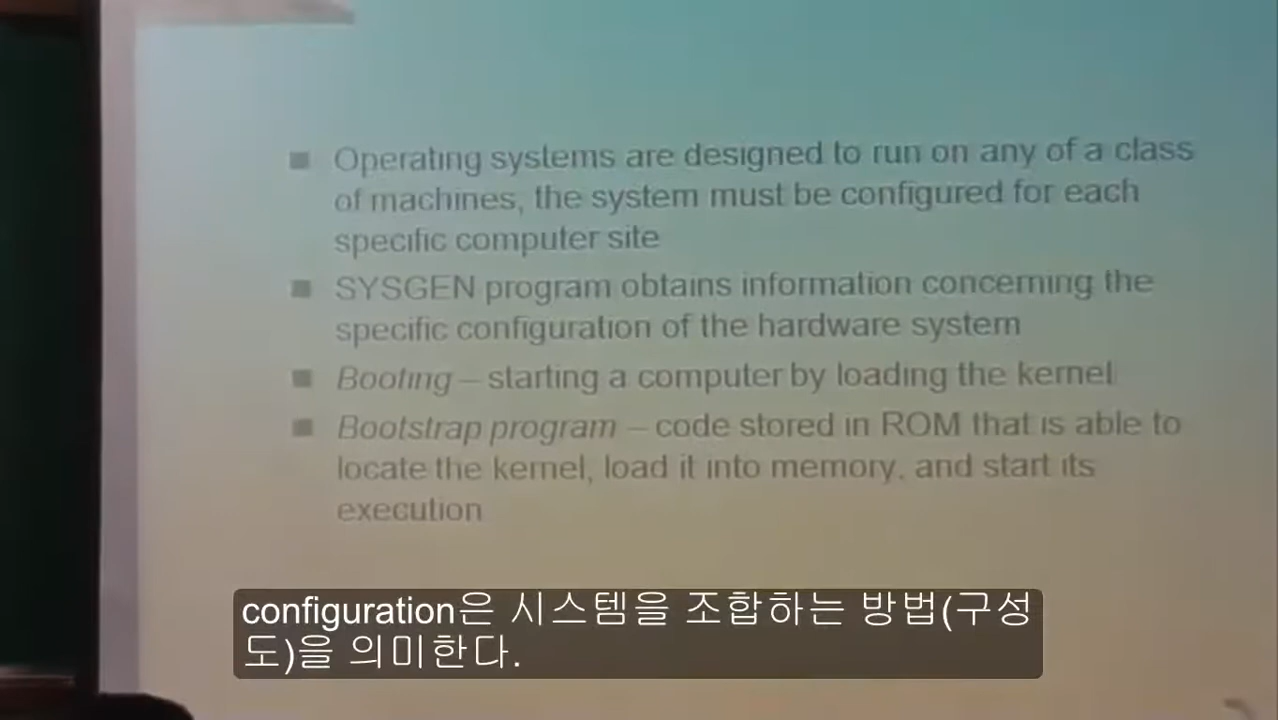 Operating systems are designed to run on any of a class
of machines, the system must be configured for each
specific computer site
SYSGEN program obtains information concerning the
specific configuration of the hardware system
Booting – starting a computer by loading the kernel
Bootstrap program – code stored in ROM that is able to
locate the kernel, load it into memory, and start its
execution
configuration은 시스템을 조합하는 방법(구성
도)을 의미한다.